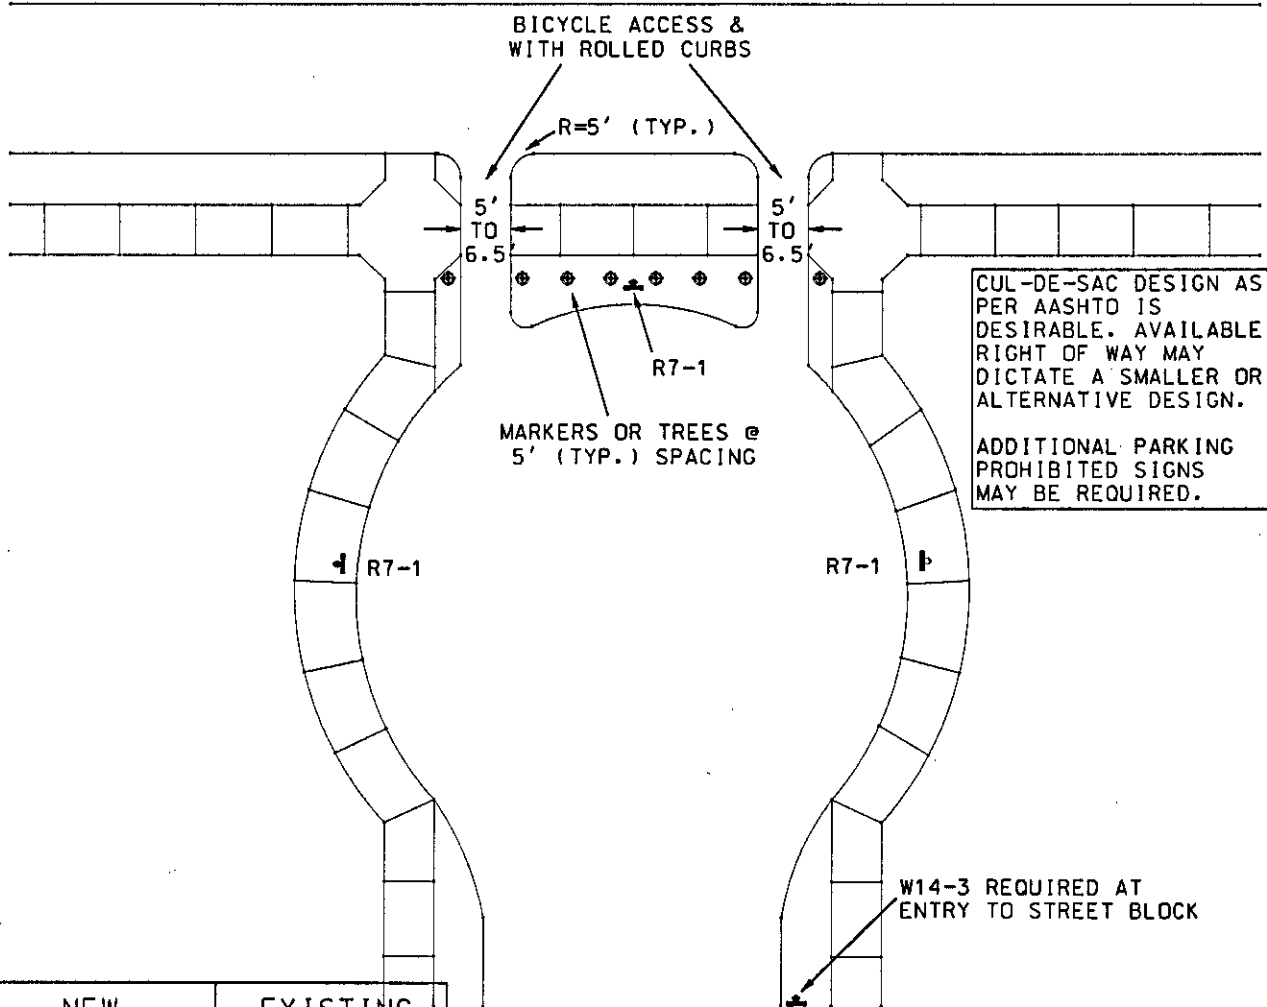 BICYCLE ACCESS &
WITH ROLLED CURBS
R=5' (TYP.)
5'
TO
6.5'
5'
TO
6.5'
CUL-DE-SAC DESIGN AS
PER AASHTO IS
DESIRABLE. AVAILABLE
RIGHT OF WAY MAY
DICTATE A SMALLER OR
ALTERNATIVE DESIGN.
ADDITIONAL PARKING
PROHIBITED SIGNS
MAY BE REQUIRED.
R7-1
MARKERS OR TREES @
5' (TYP.) SPACING
R7-1
R7-1
W14-3 REQUIRED AT
ENTRY TO STREET BLOCK
NEW
EXISTING